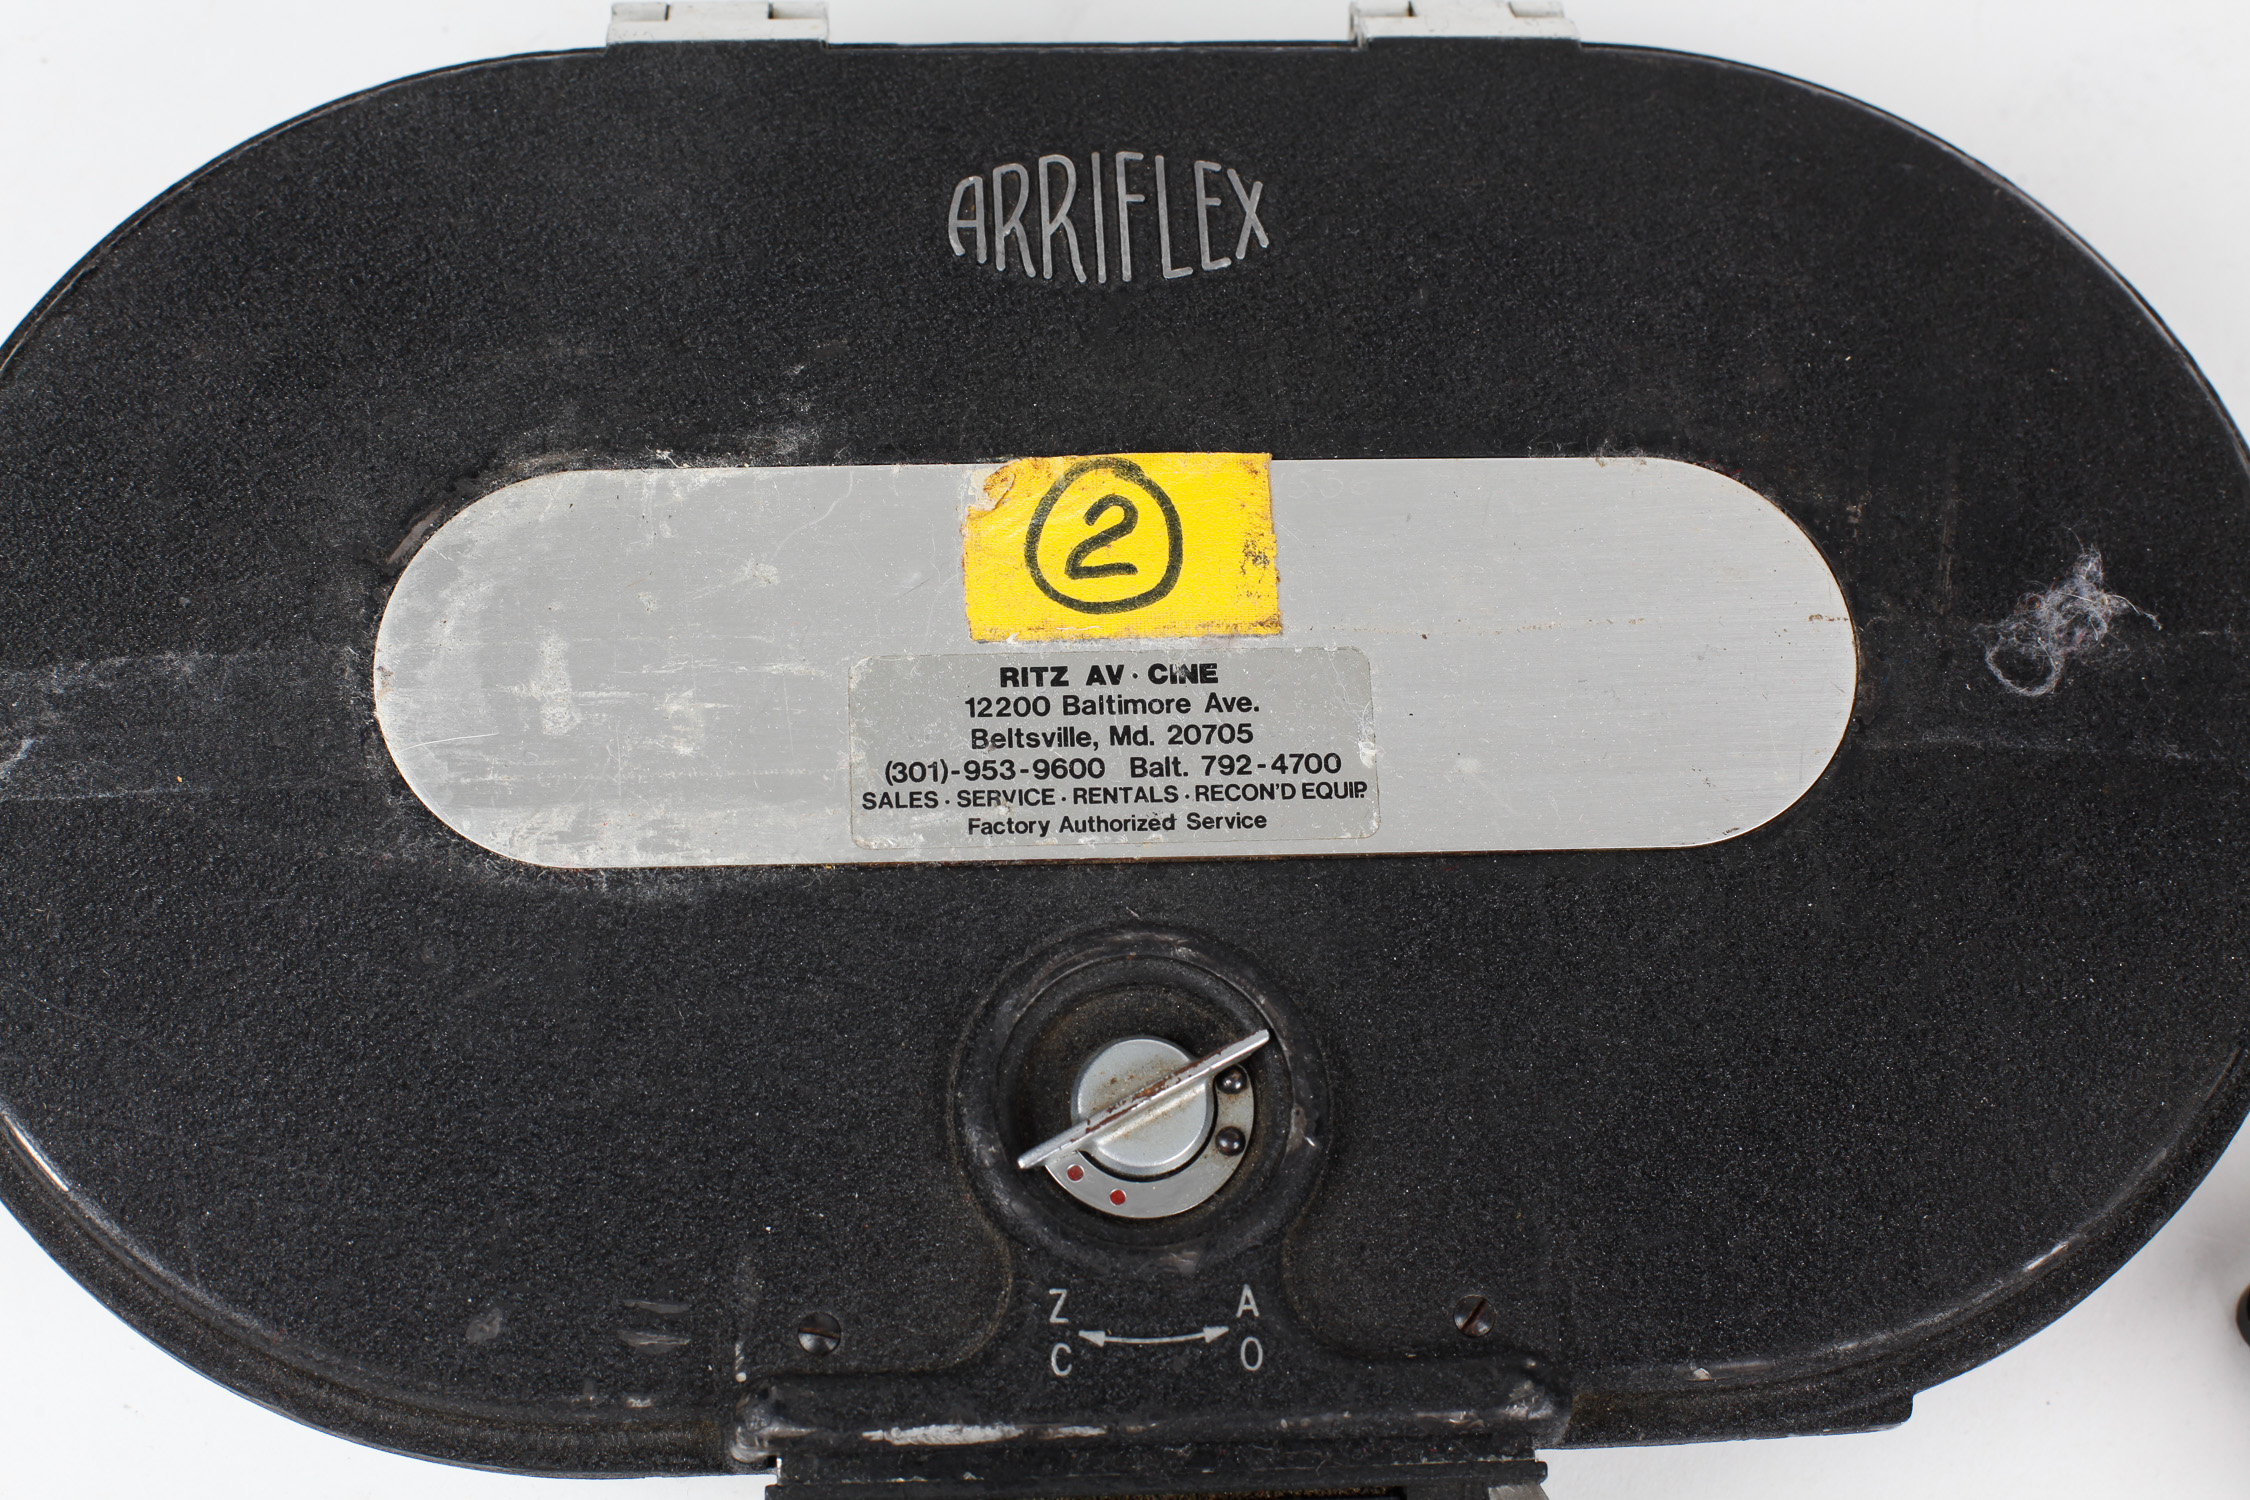 ARRIFLEX
2
RITZ AV · CINE
12200 Baltimore Ave.
Beltsville, Md. 20705
(301)-953-9600 Balt. 792-4700
SALES · SERVICE · RENTALS · RECON'D EQUIP.
Factory Authorized Service
Z A
C O